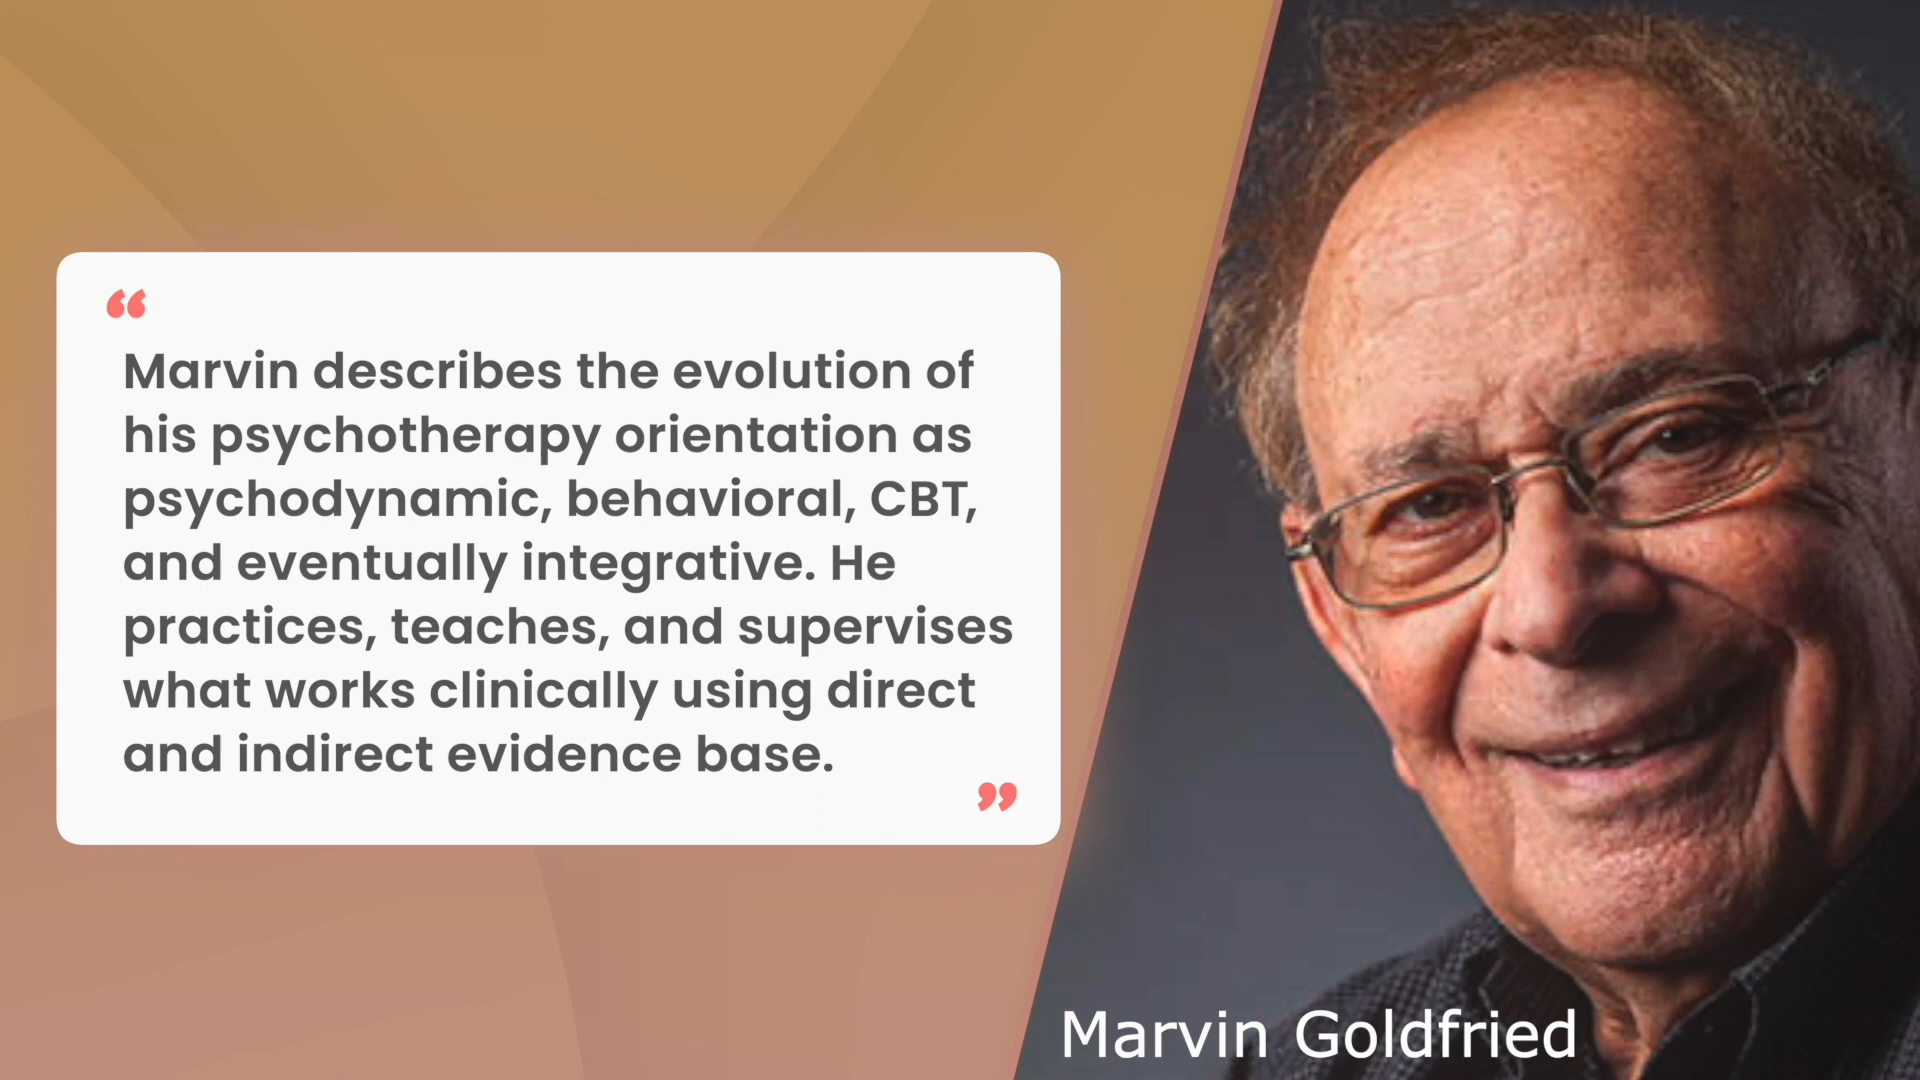 “
Marvin describes the evolution of
his psychotherapy orientation as
psychodynamic, behavioral, CBT,
and eventually integrative. He
practices, teaches, and supervises
what works clinically using direct
and indirect evidence base.
”
Marvin Goldfried